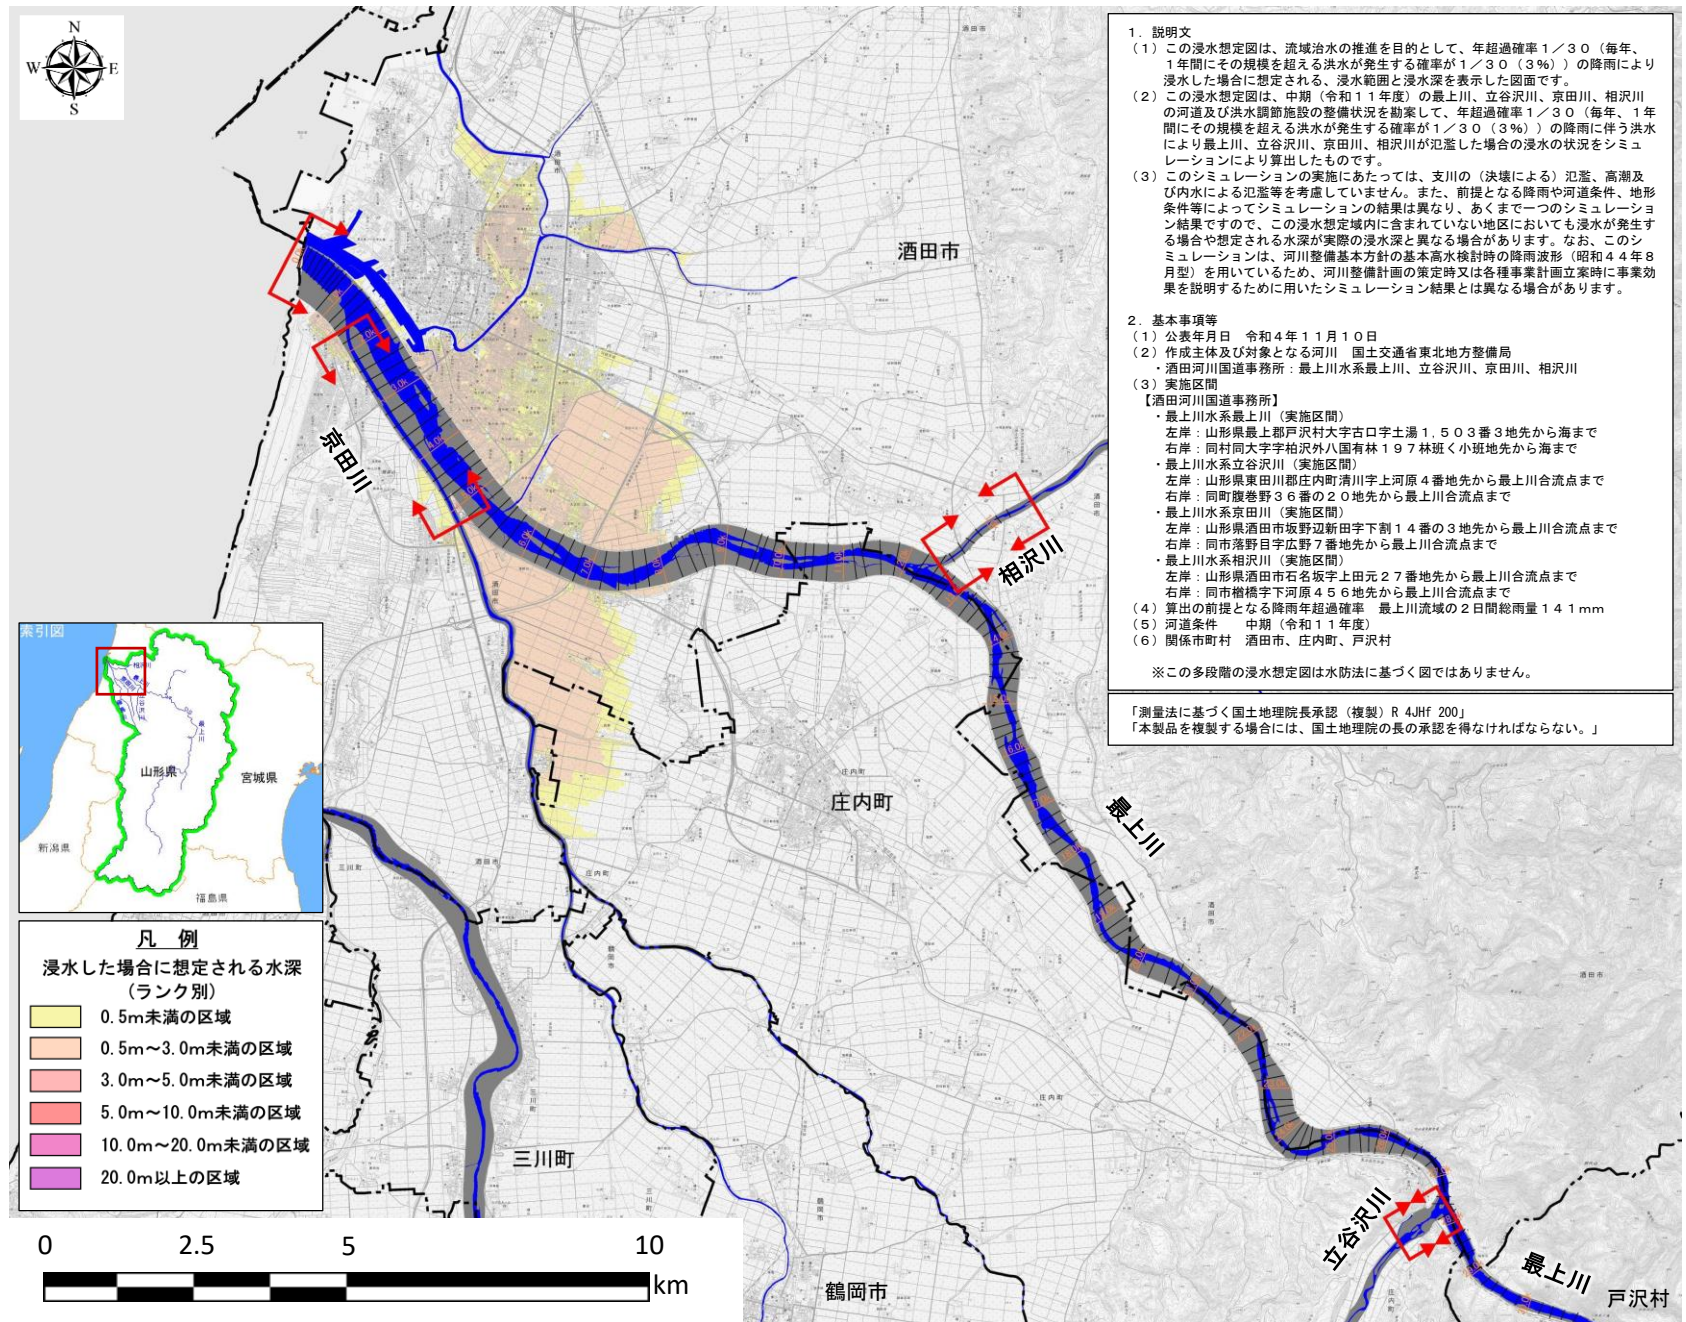 N
W
E
S
1．説明文
（1）この浸水想定図は、流域治水の推進を目的として、年超過確率1／30（毎年、
1年間にその規模を超える洪水が発生する確率が1／30（3％））の降雨により
浸水した場合に想定される、浸水範囲と浸水深を表示した図面です。
（2）この浸水想定図は、中期（令和11年度）の最上川、立谷沢川、京田川、相沢川
の河道及び洪水調節施設の整備状況を勘案して、年超過確率1／30（毎年、1年
間にその規模を超える洪水が発生する確率が1／30（3％））の降雨に伴う洪水
により最上川、立谷沢川、京田川、相沢川が氾濫した場合の浸水の状況をシミュ
レーションにより算出したものです。
（3）このシミュレーションの実施にあたっては、支川の（決壊による）氾濫、高潮及
び内水による氾濫等を考慮していません。また、前提となる降雨や河道条件、地形
条件等によってシミュレーションの結果は異なり、あくまで一つのシミュレーショ
ン結果ですので、この浸水想定域内に含まれていない地区においても浸水が発生す
る場合や想定される水深が実際の浸水深と異なる場合があります。なお、このシ
ミュレーションは、河川整備基本方針の基本高水検討時の降雨波形（昭和44年8
月型）を用いているため、河川整備計画の策定時又は各種事業計画立案時に事業効
果を説明するために用いたシミュレーション結果とは異なる場合があります。
2．基本事項等
（1）公表年月日　令和4年11月10日
（2）作成主体及び対象となる河川　国土交通省東北地方整備局
・酒田河川国道事務所：最上川水系最上川、立谷沢川、京田川、相沢川
（3）実施区間
【酒田河川国道事務所】
・最上川水系最上川（実施区間）
左岸：山形県最上郡戸沢村大字古口字土湯1,503番3地先から海まで
右岸：同村同大字字柏沢外八国有林197林班く小班地先から海まで
・最上川水系立谷沢川（実施区間）
左岸：山形県東田川郡庄内町清川字上河原4番地先から最上川合流点まで
右岸：同町腹巻野36番の20地先から最上川合流点まで
・最上川水系京田川（実施区間）
左岸：山形県酒田市坂野辺新田字下割14番の3地先から最上川合流点まで
右岸：同市落野目字広野7番地先から最上川合流点まで
・最上川水系相沢川（実施区間）
左岸：山形県酒田市石名坂字上田元27番地先から最上川合流点まで
右岸：同市楢橋字下河原456地先から最上川合流点まで
（4）算出の前提となる降雨年超過確率　最上川流域の2日間総雨量141mm
（5）河道条件　中期（令和11年度）
（6）関係市町村　酒田市、庄内町、戸沢村
※この多段階の浸水想定図は水防法に基づく図ではありません。
「測量法に基づく国土地理院長承認（複製）R 4JHf 200」
「本製品を複製する場合には、国土地理院の長の承認を得なければならない。」
酒田市
京田川
相沢川
最上川
庄内町
三川町
立谷沢川
最上川
戸沢村
鶴岡市
索引図
山形県
宮城県
新潟県
福島県
最上川
凡　例
浸水した場合に想定される水深
（ランク別）
0.5m未満の区域
0.5m～3.0m未満の区域
3.0m～5.0m未満の区域
5.0m～10.0m未満の区域
10.0m～20.0m未満の区域
20.0m以上の区域
0
2.5
5
10
km